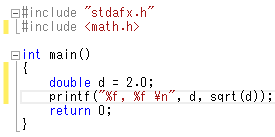 #include "stdafx.h"
#include <math.h>
int main()
{
    double d = 2.0;
    printf("%f, %f ¥n", d, sqrt(d));
    return 0;
}